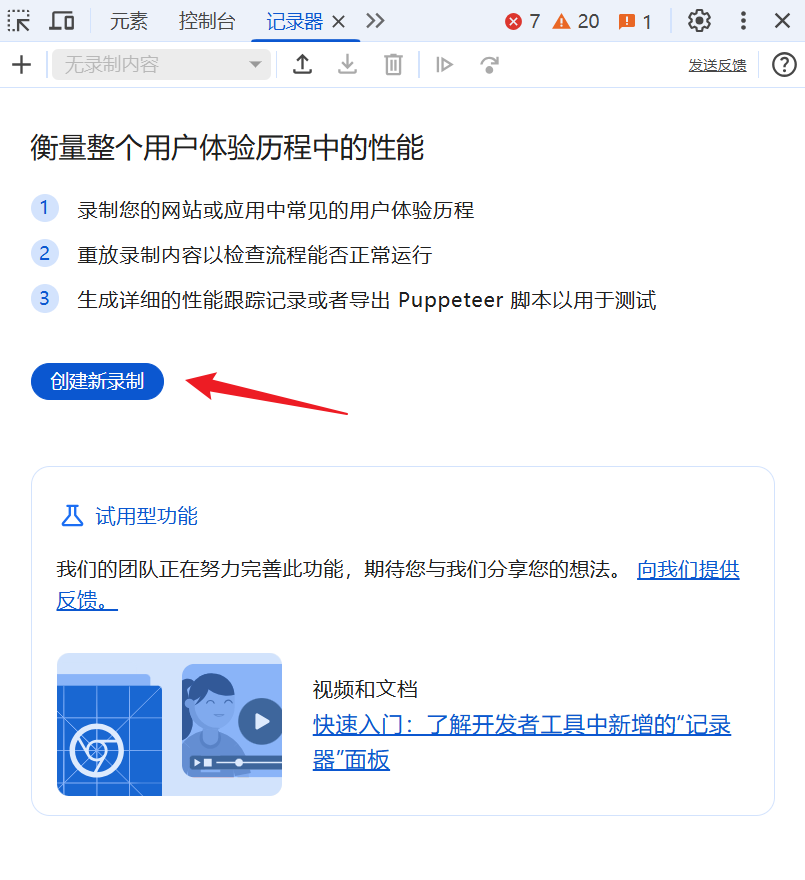 元素 控制台 记录器 7 20 1
无录制内容 发送反馈
衡量整个用户体验历程中的性能
1 录制您的网站或应用中常见的用户体验历程
2 重放录制内容以检查流程能否正常运行
3 生成详细的性能跟踪记录或者导出 Puppeteer 脚本以用于测试
创建新录制
试用型功能
我们的团队正在努力完善此功能，期待您与我们分享您的想法。 向我们提供
反馈。
视频和文档
快速入门：了解开发者工具中新增的“记录
器”面板